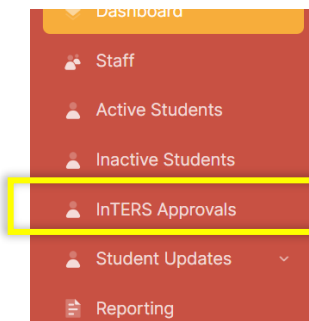 Dashboard
Staff
Active Students
Inactive Students
InTERS Approvals
Student Updates
Reporting